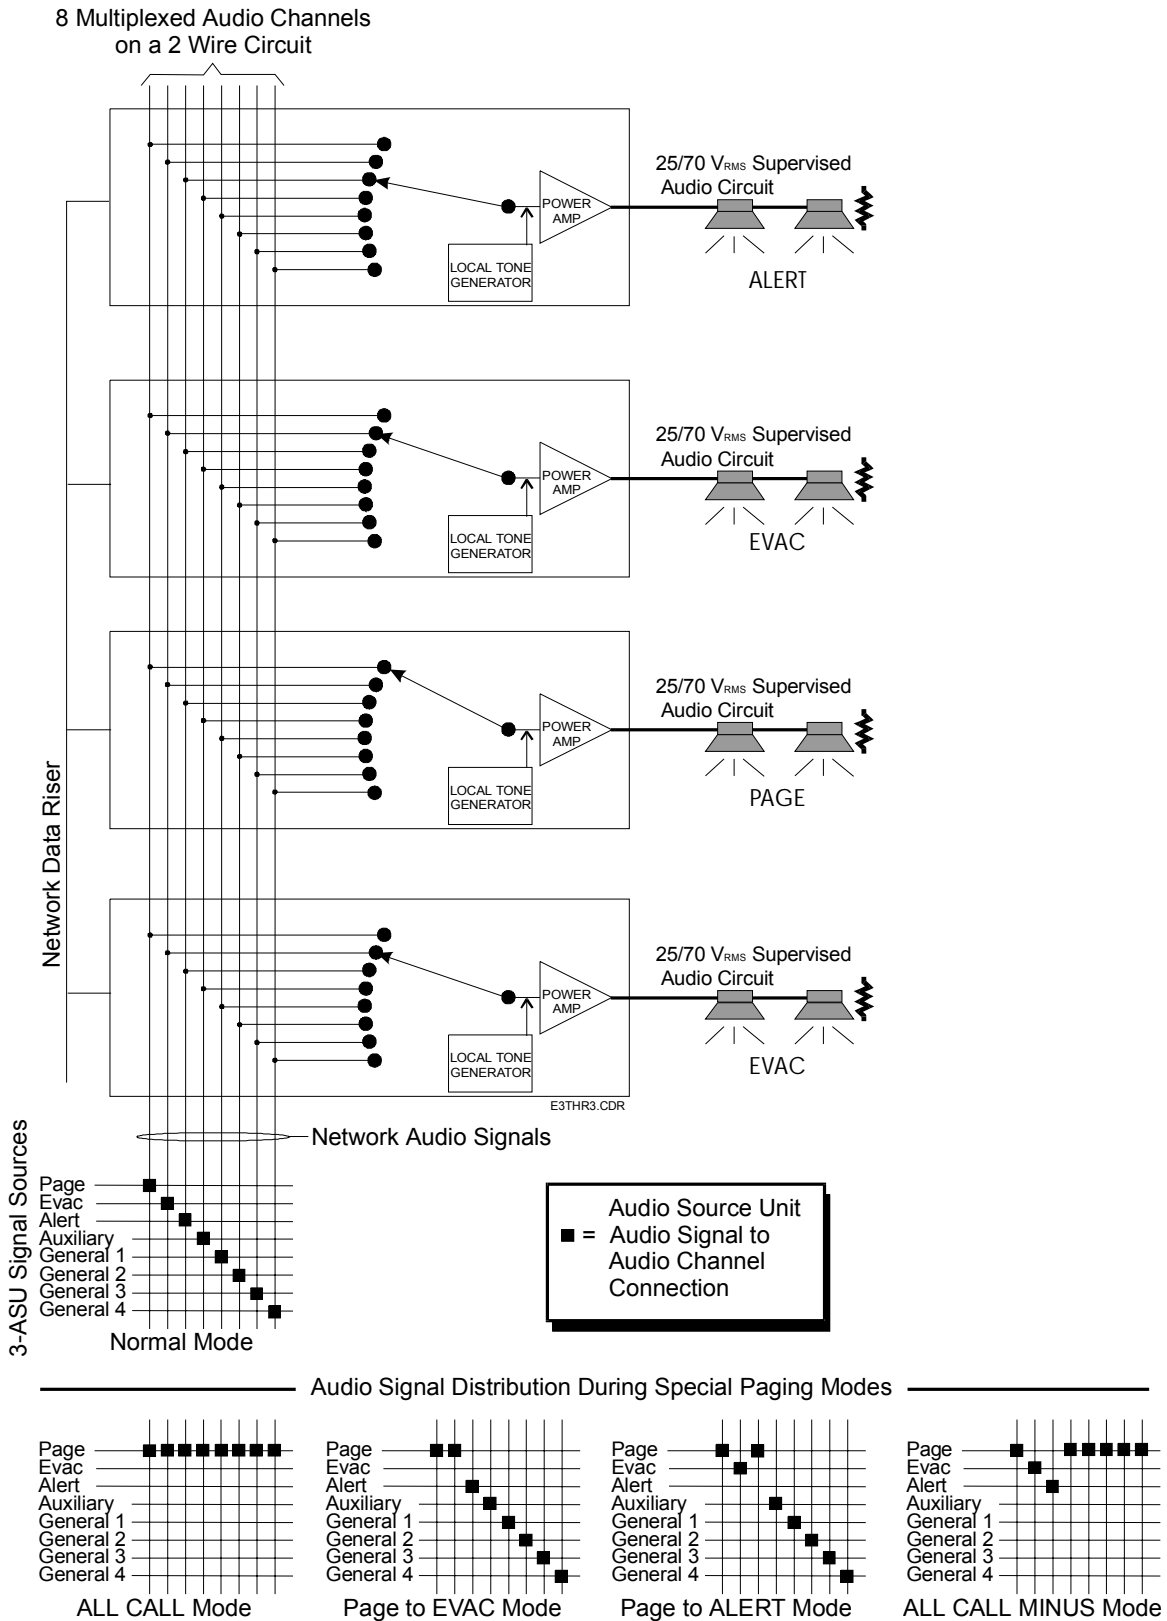 8 Multiplexed Audio Channels
on a 2 Wire Circuit
25/70 VRMS Supervised
Audio Circuit
POWER
AMP
LOCAL TONE
GENERATOR
ALERT
25/70 VRMS Supervised
Audio Circuit
POWER
AMP
LOCAL TONE
GENERATOR
EVAC
25/70 VRMS Supervised
Audio Circuit
POWER
AMP
LOCAL TONE
GENERATOR
PAGE
Network Data Riser
25/70 VRMS Supervised
Audio Circuit
POWER
AMP
LOCAL TONE
GENERATOR
EVAC
E3THR3.CDR
Network Audio Signals
3-ASU Signal Sources
Page
Evac
Alert
Auxiliary
General 1
General 2
General 3
General 4
Normal Mode
Audio Source Unit
= Audio Signal to
Audio Channel
Connection
Audio Signal Distribution During Special Paging Modes
Page
Evac
Alert
Auxiliary
General 1
General 2
General 3
General 4
ALL CALL Mode
Page
Evac
Alert
Auxiliary
General 1
General 2
General 3
General 4
Page to EVAC Mode
Page
Evac
Alert
Auxiliary
General 1
General 2
General 3
General 4
Page to ALERT Mode
Page
Evac
Alert
Auxiliary
General 1
General 2
General 3
General 4
ALL CALL MINUS Mode